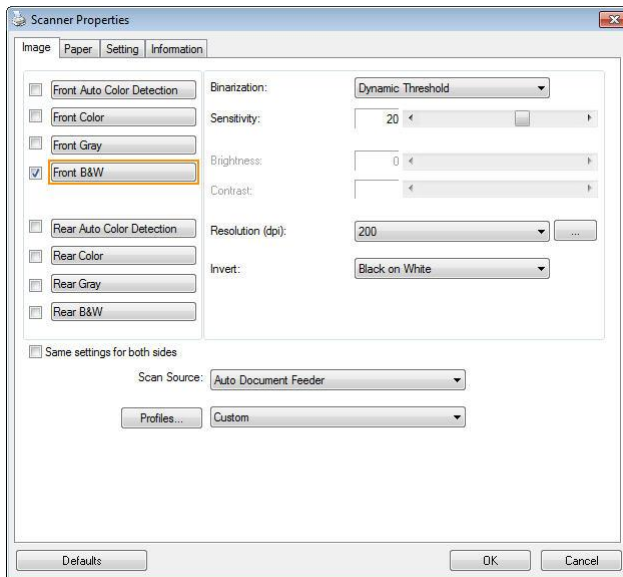 Scanner Properties
Image Paper Setting Information
Front Auto Color Detection
Front Color
Front Gray
Front B&W
Rear Auto Color Detection
Rear Color
Rear Gray
Rear B&W
Binarization: Dynamic Threshold
Sensitivity: 20
Brightness: 0
Contrast:
Resolution (dpi): 200 ...
Invert: Black on White
Same settings for both sides
Scan Source: Auto Document Feeder
Profiles... Custom
Defaults OK Cancel